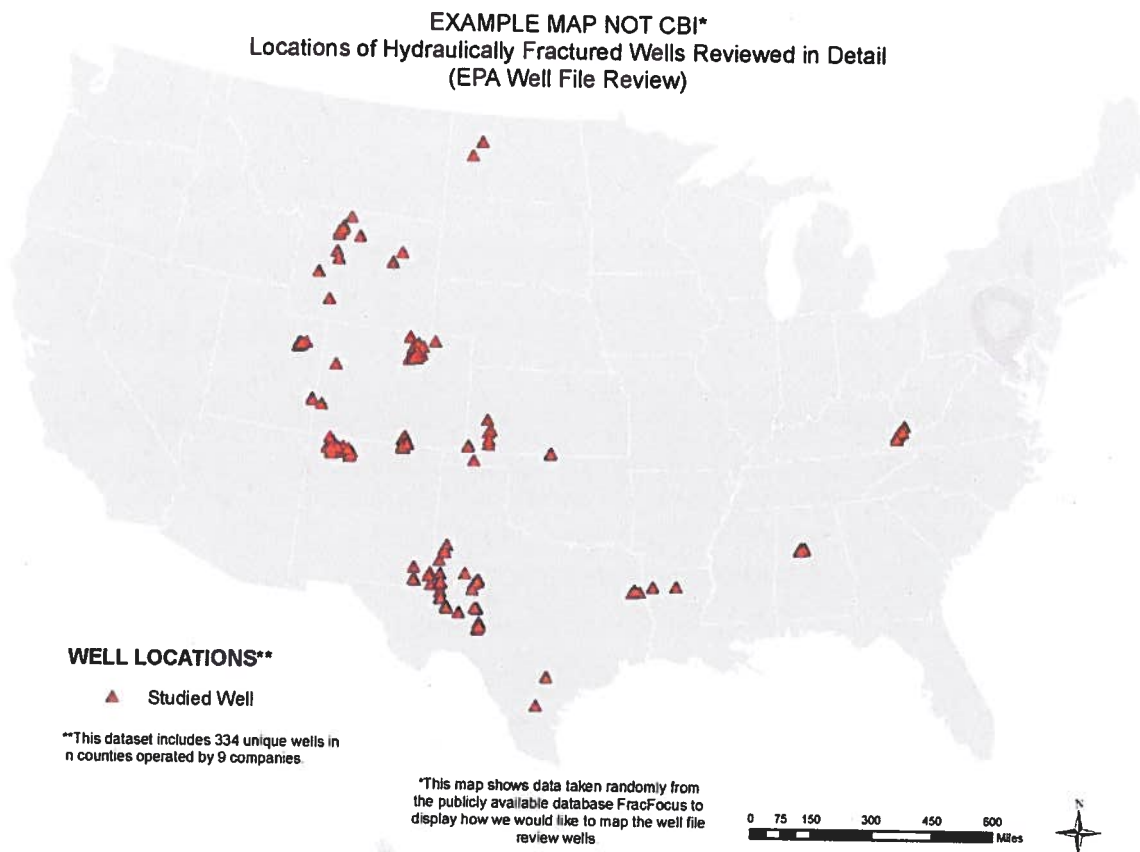 EXAMPLE MAP NOT CBI*
Locations of Hydraulically Fractured Wells Reviewed in Detail
(EPA Well File Review)
WELL LOCATIONS**
Studied Well
**This dataset includes 334 unique wells in
n counties operated by 9 companies.
*This map shows data taken randomly from
the publicly available database FracFocus to
display how we would like to map the well file
review wells
0 75 150 300 450 600
Miles
N